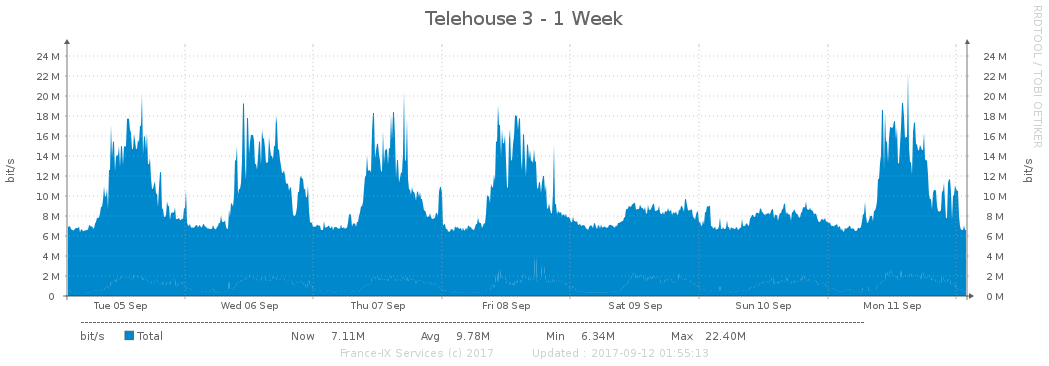 Telehouse 3 - 1 Week
RRDTOOL / TOBI OETIKER
bit/s
24 M 24 M
22 M 22 M
20 M 20 M
18 M 18 M
16 M 16 M
14 M 14 M
12 M 12 M
10 M 10 M
8 M 8 M
6 M 6 M
4 M 4 M
2 M 2 M
0 0 M
bit/s
Tue 05 Sep Wed 06 Sep Thu 07 Sep Fri 08 Sep Sat 09 Sep Sun 10 Sep Mon 11 Sep
bit/s Total Now 7.11M Avg 9.78M Min 6.34M Max 22.40M
France-IX Services (c) 2017 Updated : 2017-09-12 01:55:13